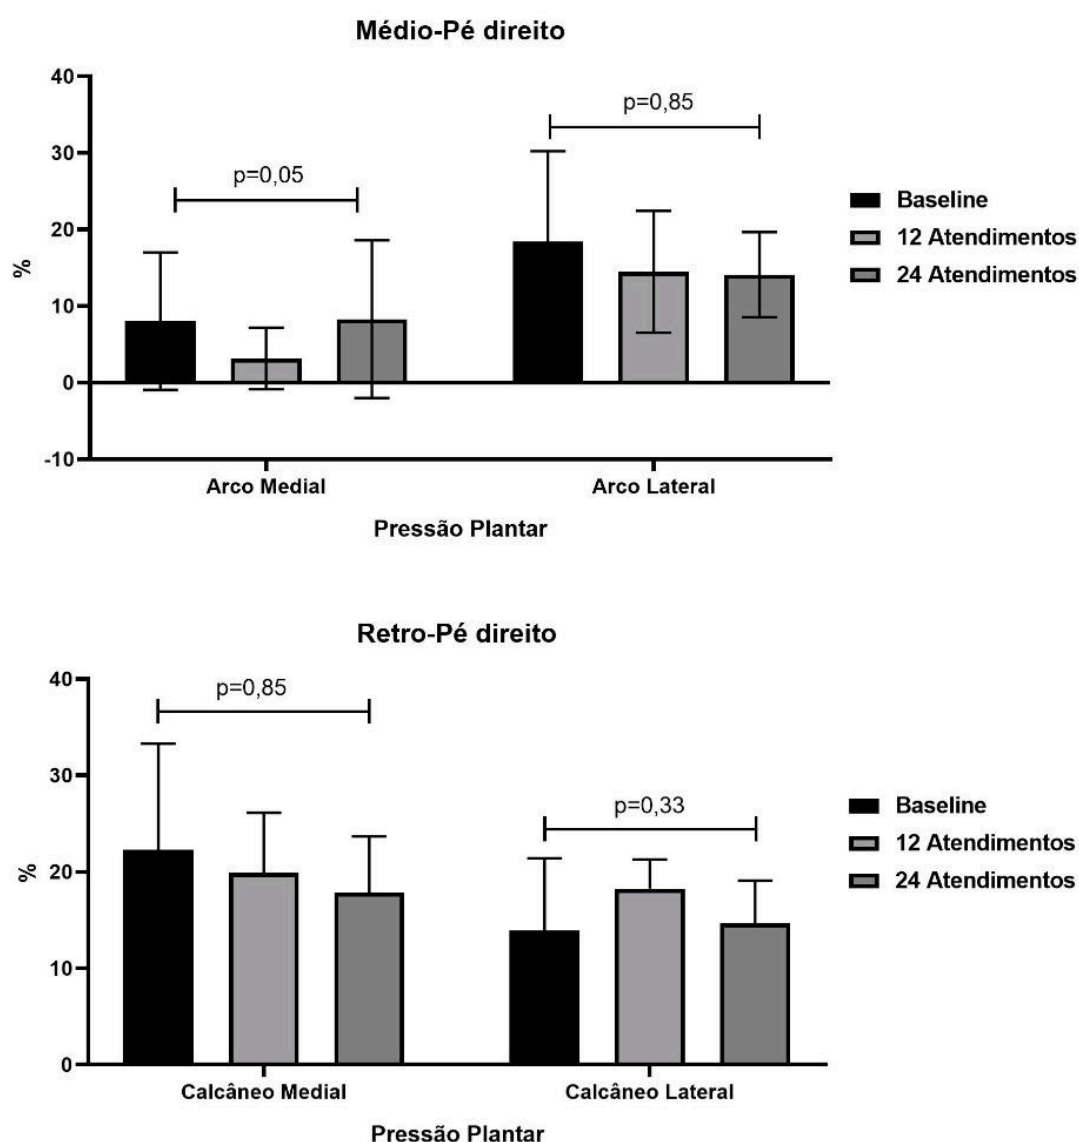 Médio-Pé direito
40
30
20
10
0
-10
%
p=0,05
p=0,85
Baseline
12 Atendimentos
24 Atendimentos
Arco Medial
Arco Lateral
Pressão Plantar
Retro-Pé direito
40
30
20
10
0
%
p=0,85
p=0,33
Baseline
12 Atendimentos
24 Atendimentos
Calcâneo Medial
Calcâneo Lateral
Pressão Plantar